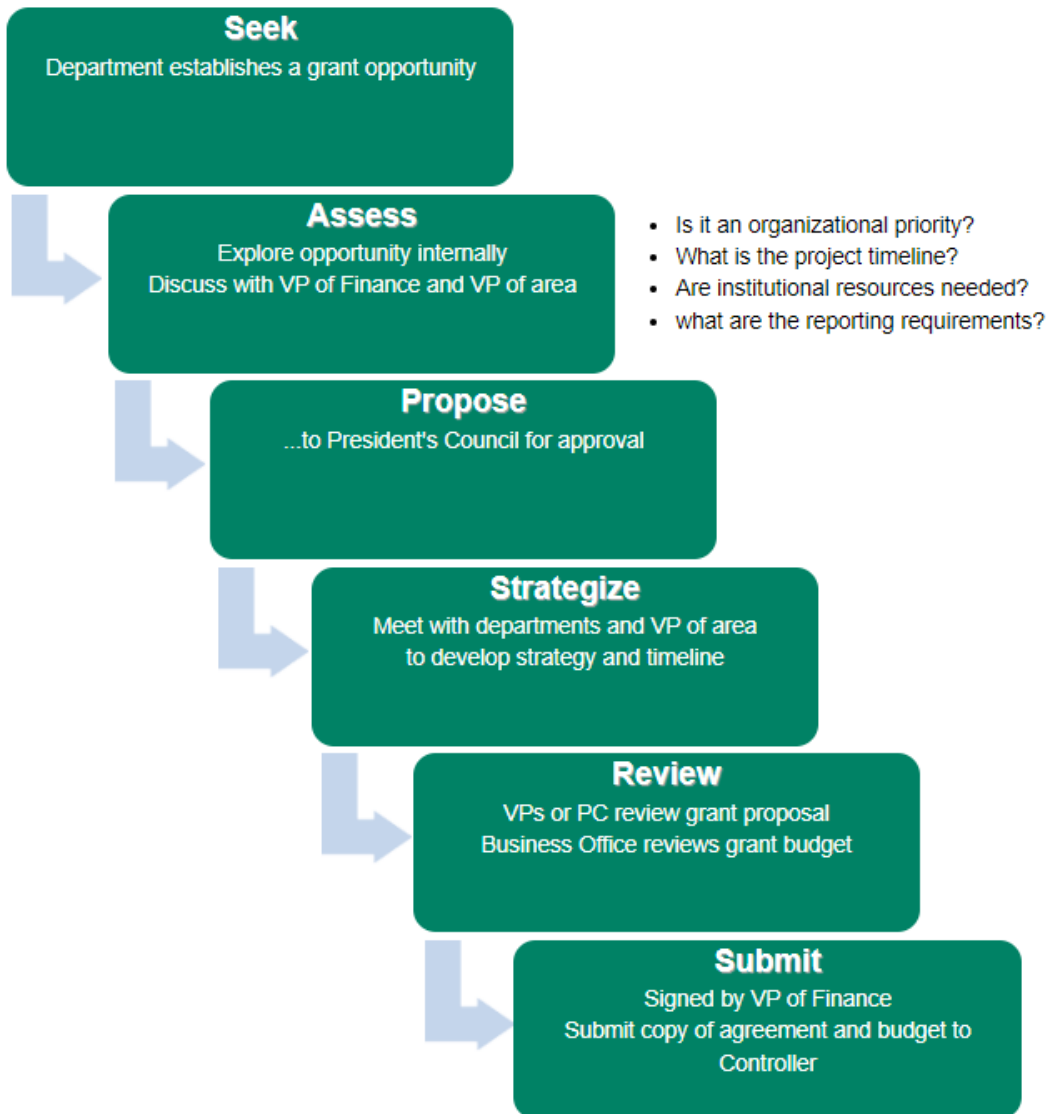 Seek
Department establishes a grant opportunity
Assess
Explore opportunity internally
Discuss with VP of Finance and VP of area
• Is it an organizational priority?
• What is the project timeline?
• Are institutional resources needed?
• what are the reporting requirements?
Propose
...to President's Council for approval
Strategize
Meet with departments and VP of area
to develop strategy and timeline
Review
VPs or PC review grant proposal
Business Office reviews grant budget
Submit
Signed by VP of Finance
Submit copy of agreement and budget to
Controller